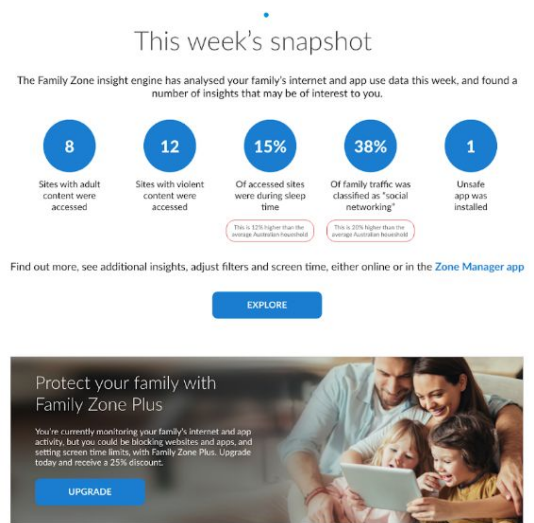 This week's snapshot
The Family Zone insight engine has analysed your family's internet and app use data this week, and found a
number of insights that may be of interest to you.
8
12
15%
38%
1
Sites with adult
content were
accessed
Sites with violent
content were
accessed
Of accessed sites
were during sleep
time
This is 12% higher than the
average Australian household
Of family traffic was
classified as "social
networking"
This is 20% higher than the
average Australian household
Unsafe
app was
installed
Find out more, see additional insights, adjust filters and screen time, either online or in the Zone Manager app
EXPLORE
Protect your family with
Family Zone Plus
You're currently monitoring your family's internet and app
activity, but you could be blocking websites and apps, and
setting screen time limits, with Family Zone Plus. Upgrade
today and receive a 25% discount.
UPGRADE